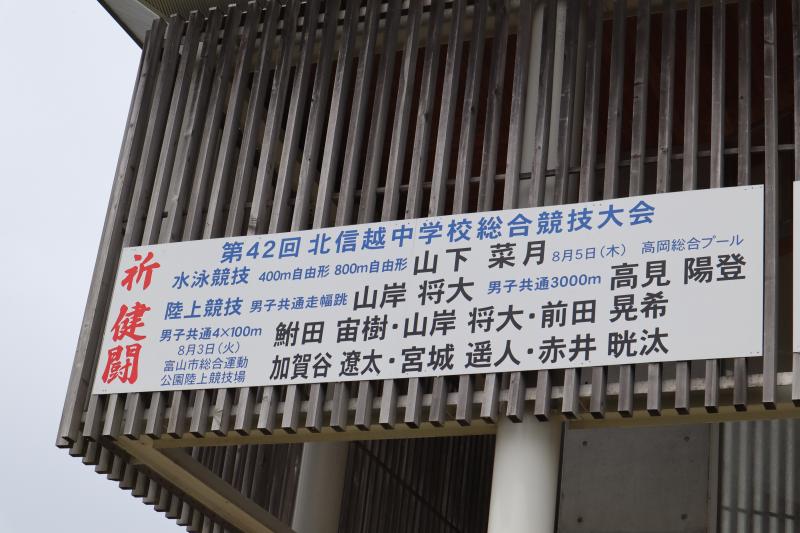 祈 健闘
第42回 北信越中学校総合競技大会
水泳競技 400m自由形 800m自由形 山下 菜月 8月5日(木) 高岡総合プール
陸上競技 男子共通走幅跳 山岸 将大 男子共通3000m 高見 陽登
男子共通4×100m 鮒田 宙樹・山岸 将大・前田 晃希
8月3日(火)
富山市総合運動 加賀谷 遼太・宮城 遥人・赤井 晄汰
公園陸上競技場